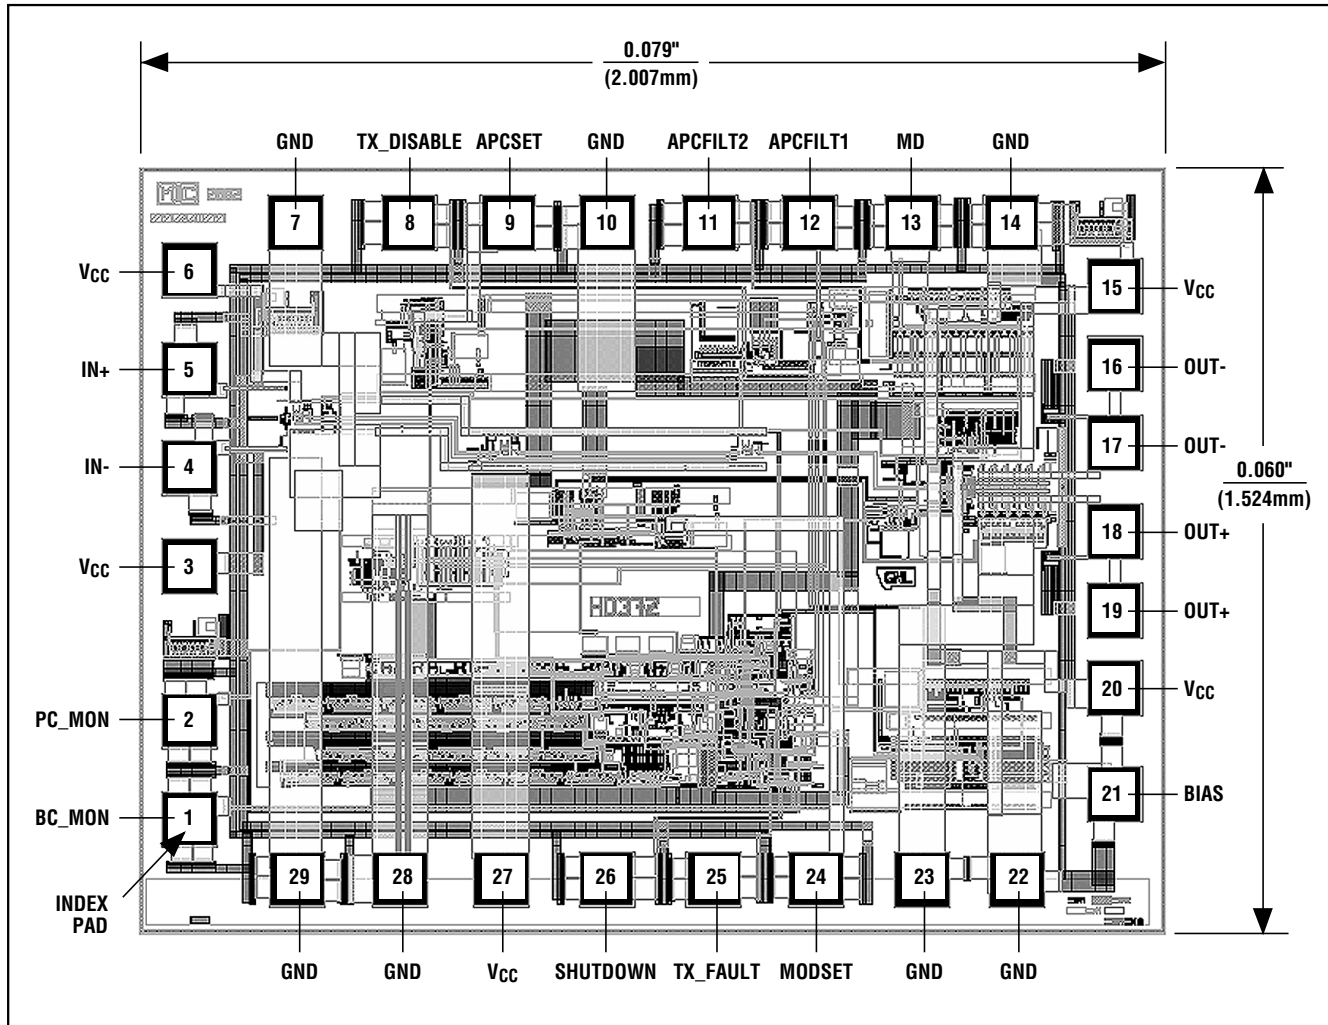 0.079"
(2.007mm)
GND TX_DISABLE APCSET GND APCFILT2 APCFILT1 MD GND
7 8 9 10 11 12 13 14
VCC 6
15 VCC
IN+ 5
16 OUT-
17 OUT-
IN- 4
0.060"
(1.524mm)
18 OUT+
VCC 3
HD372
19 OUT+
20 VCC
PC_MON 2
21 BIAS
BC_MON 1
29 28 27 26 25 24 23 22
INDEX
PAD
GND GND VCC SHUTDOWN TX_FAULT MODSET GND GND